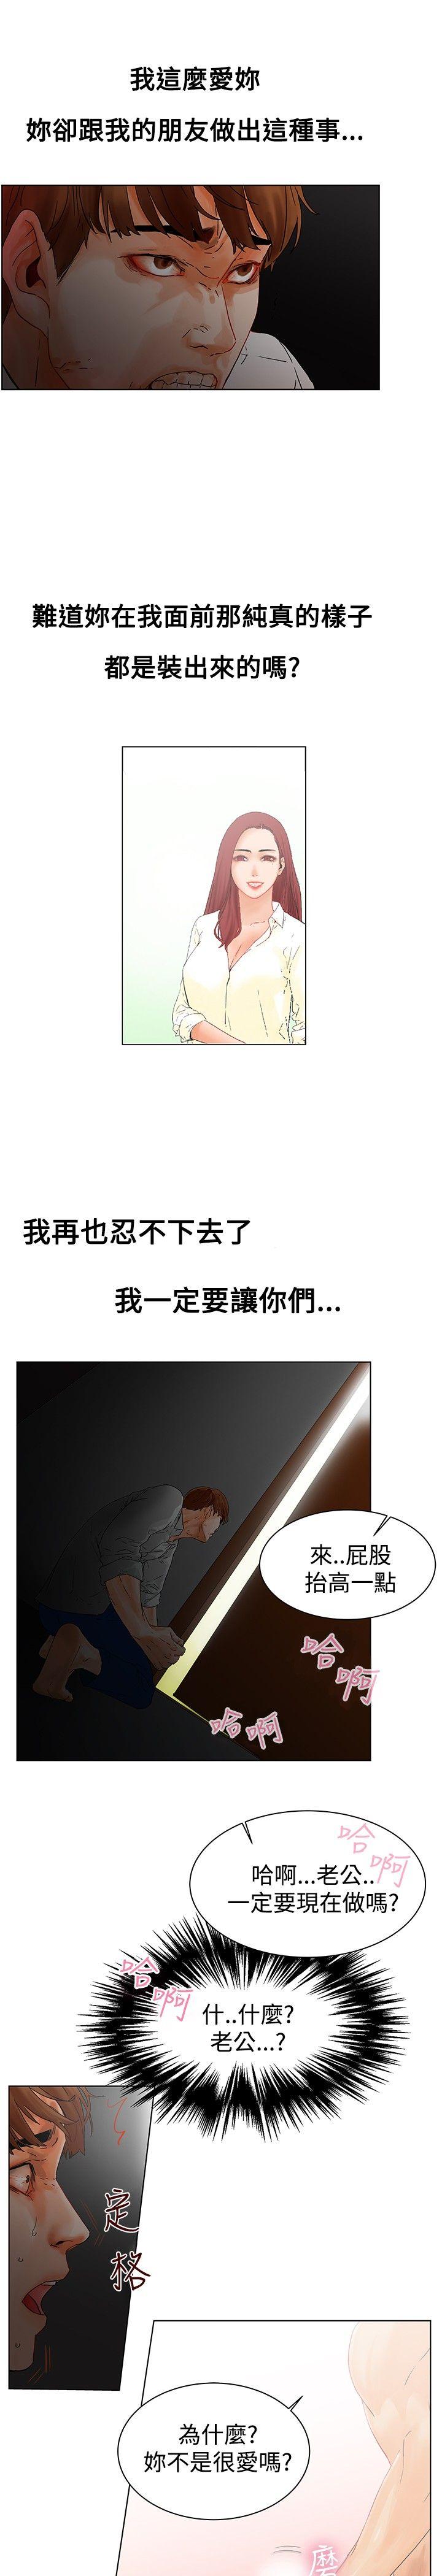 我這麼愛妳
妳卻跟我的朋友做出這種事...
難道妳在我面前那純真的樣子
都是裝出來的嗎?
我再也忍不下去了
我一定要讓你們...
來..屁股
抬高一點
哈啊
哈啊
哈啊
哈啊...老公..
一定要現在做嗎?
哈啊
什..什麼?
老公...?
定格
為什麼?
妳不是很愛嗎?
磨